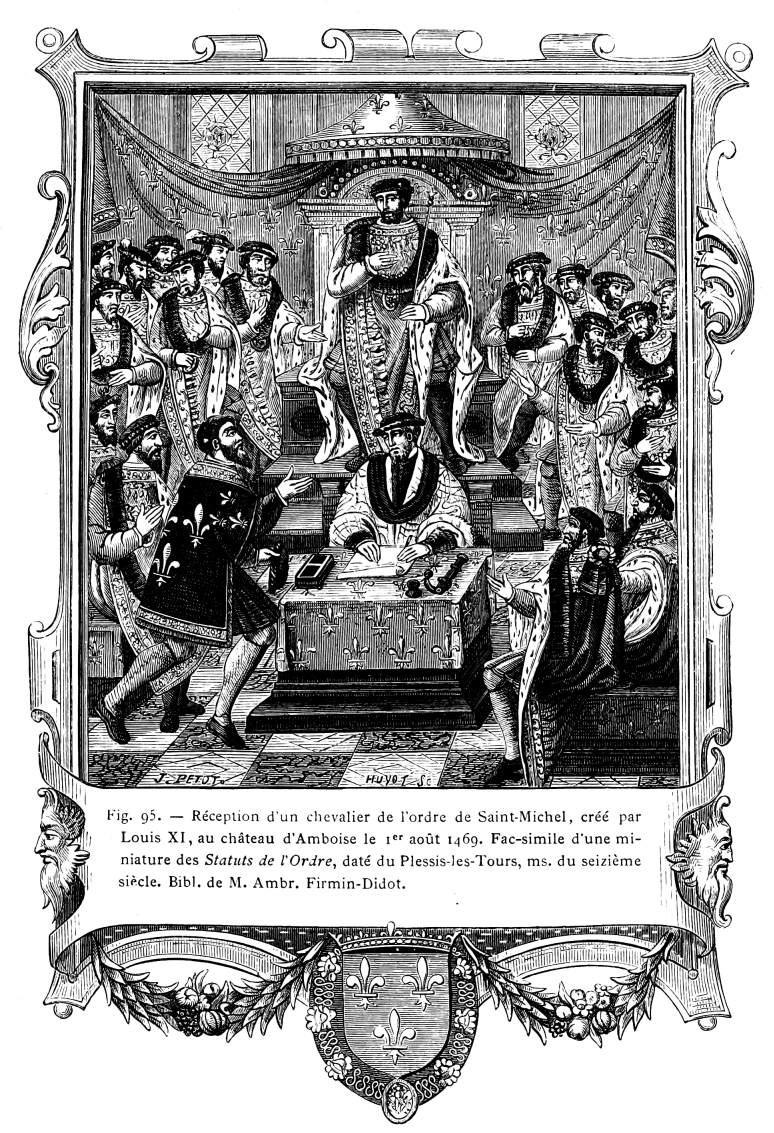 J. PETOT.
HUYOT Sc
Fig. 95. — Réception d'un chevalier de l'ordre de Saint-Michel, créé par
Louis XI, au château d'Amboise le 1er août 1469. Fac-simile d'une mi-
niature des Statuts de l'Ordre, daté du Plessis-les-Tours, ms. du seizième
siècle. Bibl. de M. Ambr. Firmin-Didot.